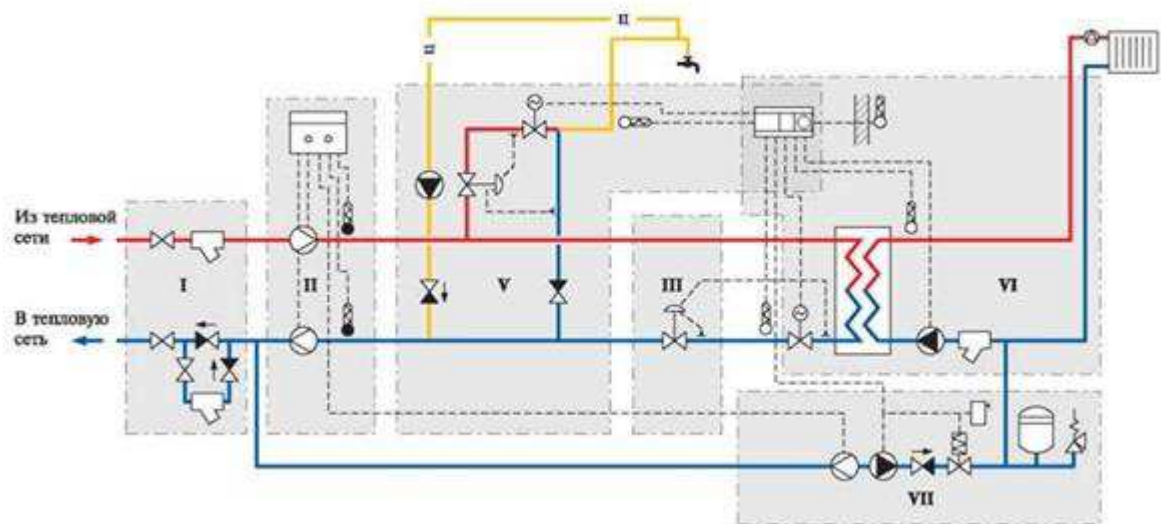 Ц
Ц
Из тепловой
сети
I
II
V
III
VI
В тепловую
сеть
VII